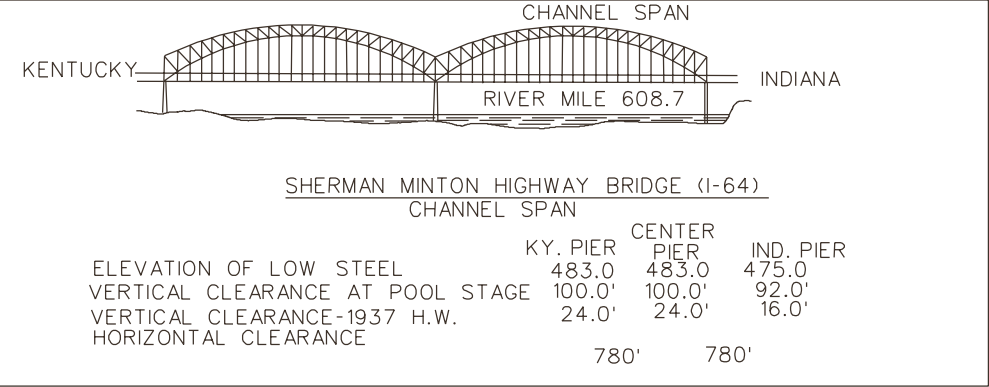 CHANNEL SPAN
KENTUCKY
INDIANA
RIVER MILE 608.7
SHERMAN MINTON HIGHWAY BRIDGE (I-64)
CHANNEL SPAN
KY. PIER CENTER PIER IND. PIER
ELEVATION OF LOW STEEL 483.0 483.0 475.0
VERTICAL CLEARANCE AT POOL STAGE 100.0' 100.0' 92.0'
VERTICAL CLEARANCE-1937 H.W. 24.0' 24.0' 16.0'
HORIZONTAL CLEARANCE
780' 780'